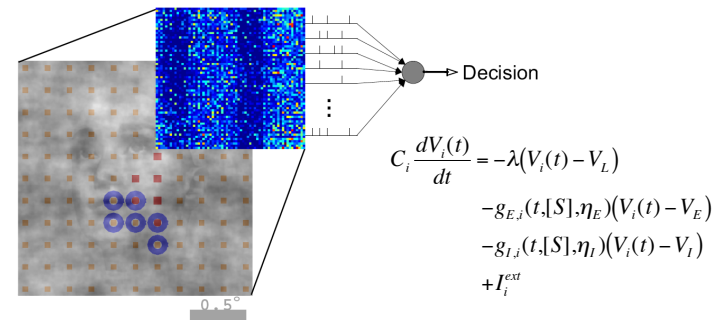 Decision
C_i dV_i(t)/dt = −λ(V_i(t) − V_L)
−g_{E,i}(t,[S],η_E)(V_i(t) − V_E)
−g_{I,i}(t,[S],η_I)(V_i(t) − V_I)
+I_i^{ext}
0.5°